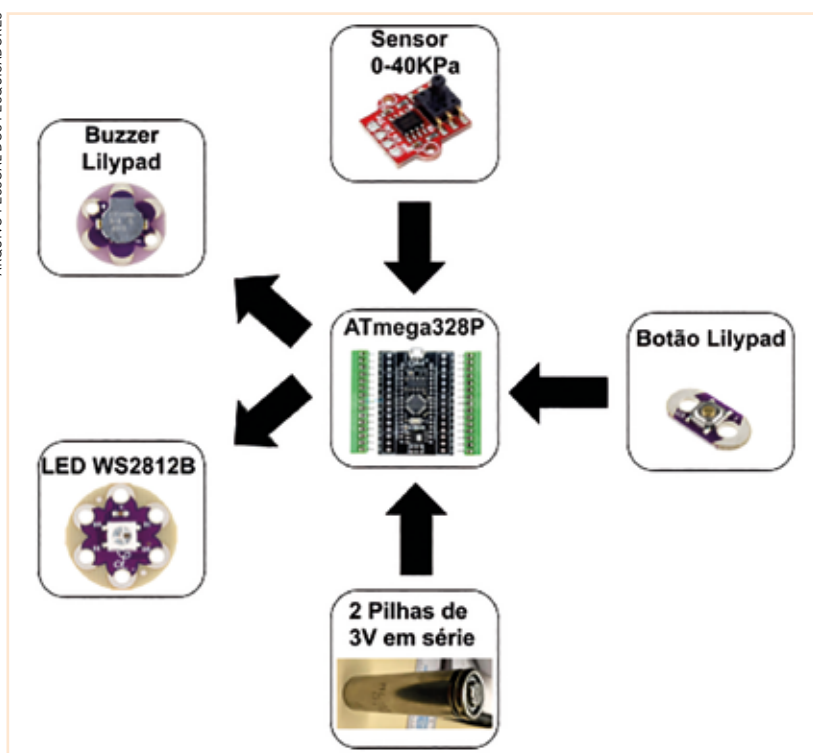 Sensor
0-40KPa
Buzzer
Lilypad
ATmega328P
Botão Lilypad
LED WS2812B
2 Pilhas de
3V em série